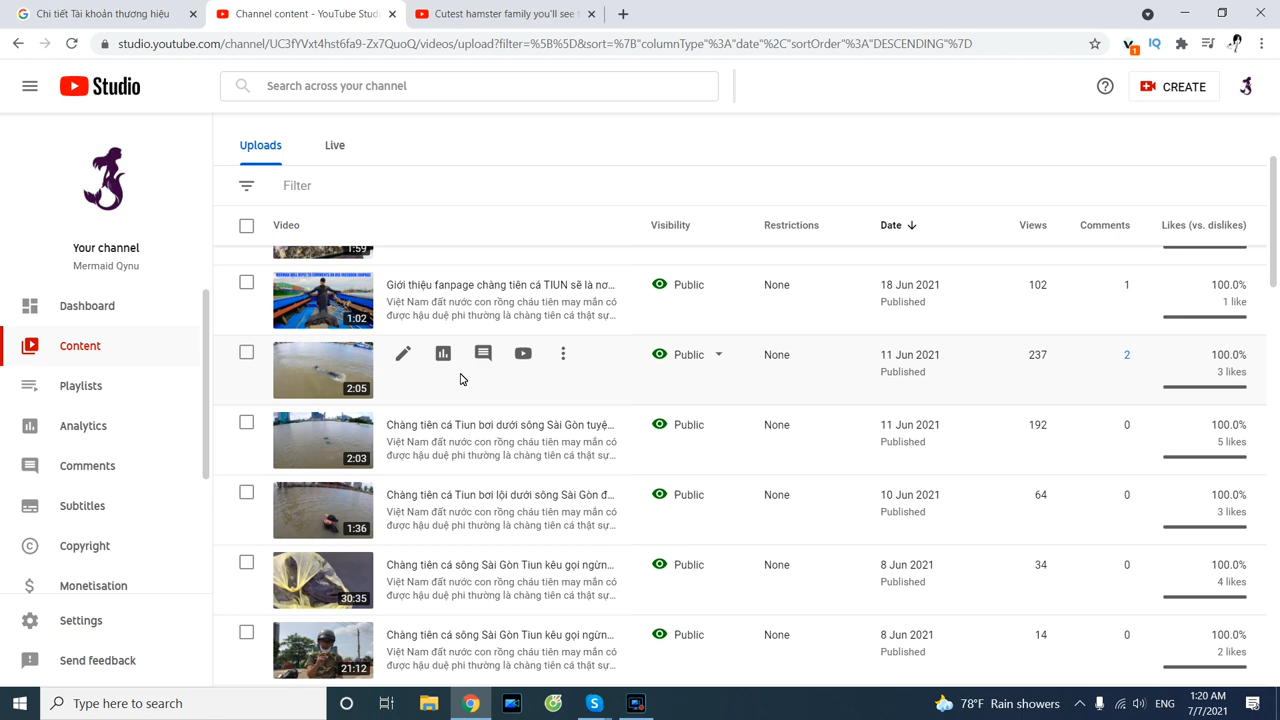 Chi tiết Tài khoản thương hiệu
Video uploads - YouTube Studio
Cutest hamster family you'll see t
studio.youtube.com/channel/UC3fYVxt4hst6fa9-Zx7QuoQ/videos/upload?filter=%5B%5D&sort=%7B"columnType"%3A"date"%2C"sortOrder"%3A"DESCENDING"%7D
1
IQ
Studio
Search across your channel
CREATE
Your channel
Mermaid Qynu
Dashboard
Content
Playlists
Analytics
Comments
Subtitles
Copyright
Monetisation
Settings
Send feedback
Uploads
Live
Filter
Video Visibility Restrictions Date Views Comments Likes (vs. dislikes)
1:59
MERMAN WILL REPLY TO COMMENTS ON HIS FACEBOOK FANPAGE
1:02
Giới thiệu fanpage chàng tiên cá TIUN sẽ là nơ... Public None 18 Jun 2021 102 1 100.0%
Việt Nam đất nước con rồng cháu tiên may mắn có Published 1 like
được hậu duệ phi thường là chàng tiên cá thật sự...
2:05
Public None 11 Jun 2021 237 2 100.0%
Published 3 likes
2:03
Chàng tiên cá Tiun bơi dưới sông Sài Gòn tuyệ... Public None 11 Jun 2021 192 0 100.0%
Việt Nam đất nước con rồng cháu tiên may mắn có Published 5 likes
được hậu duệ phi thường là chàng tiên cá thật sự...
1:36
Chàng tiên cá Tiun bơi lội dưới sông Sài Gòn đ... Public None 10 Jun 2021 64 0 100.0%
Việt Nam đất nước con rồng cháu tiên may mắn có Published 3 likes
được hậu duệ phi thường là chàng tiên cá thật sự...
30:35
Chàng tiên cá sông Sài Gòn Tiun kêu gọi ngừn... Public None 8 Jun 2021 34 0 100.0%
Việt Nam đất nước con rồng cháu tiên may mắn có Published 4 likes
được hậu duệ phi thường là chàng tiên cá thật sự...
21:12
Chàng tiên cá sông Sài Gòn Tiun kêu gọi ngừn... Public None 8 Jun 2021 14 0 100.0%
Việt Nam đất nước con rồng cháu tiên may mắn có Published 2 likes
được hậu duệ phi thường là chàng tiên cá thật sự...
Type here to search
78°F Rain showers
ENG
1:20 AM
7/7/2021